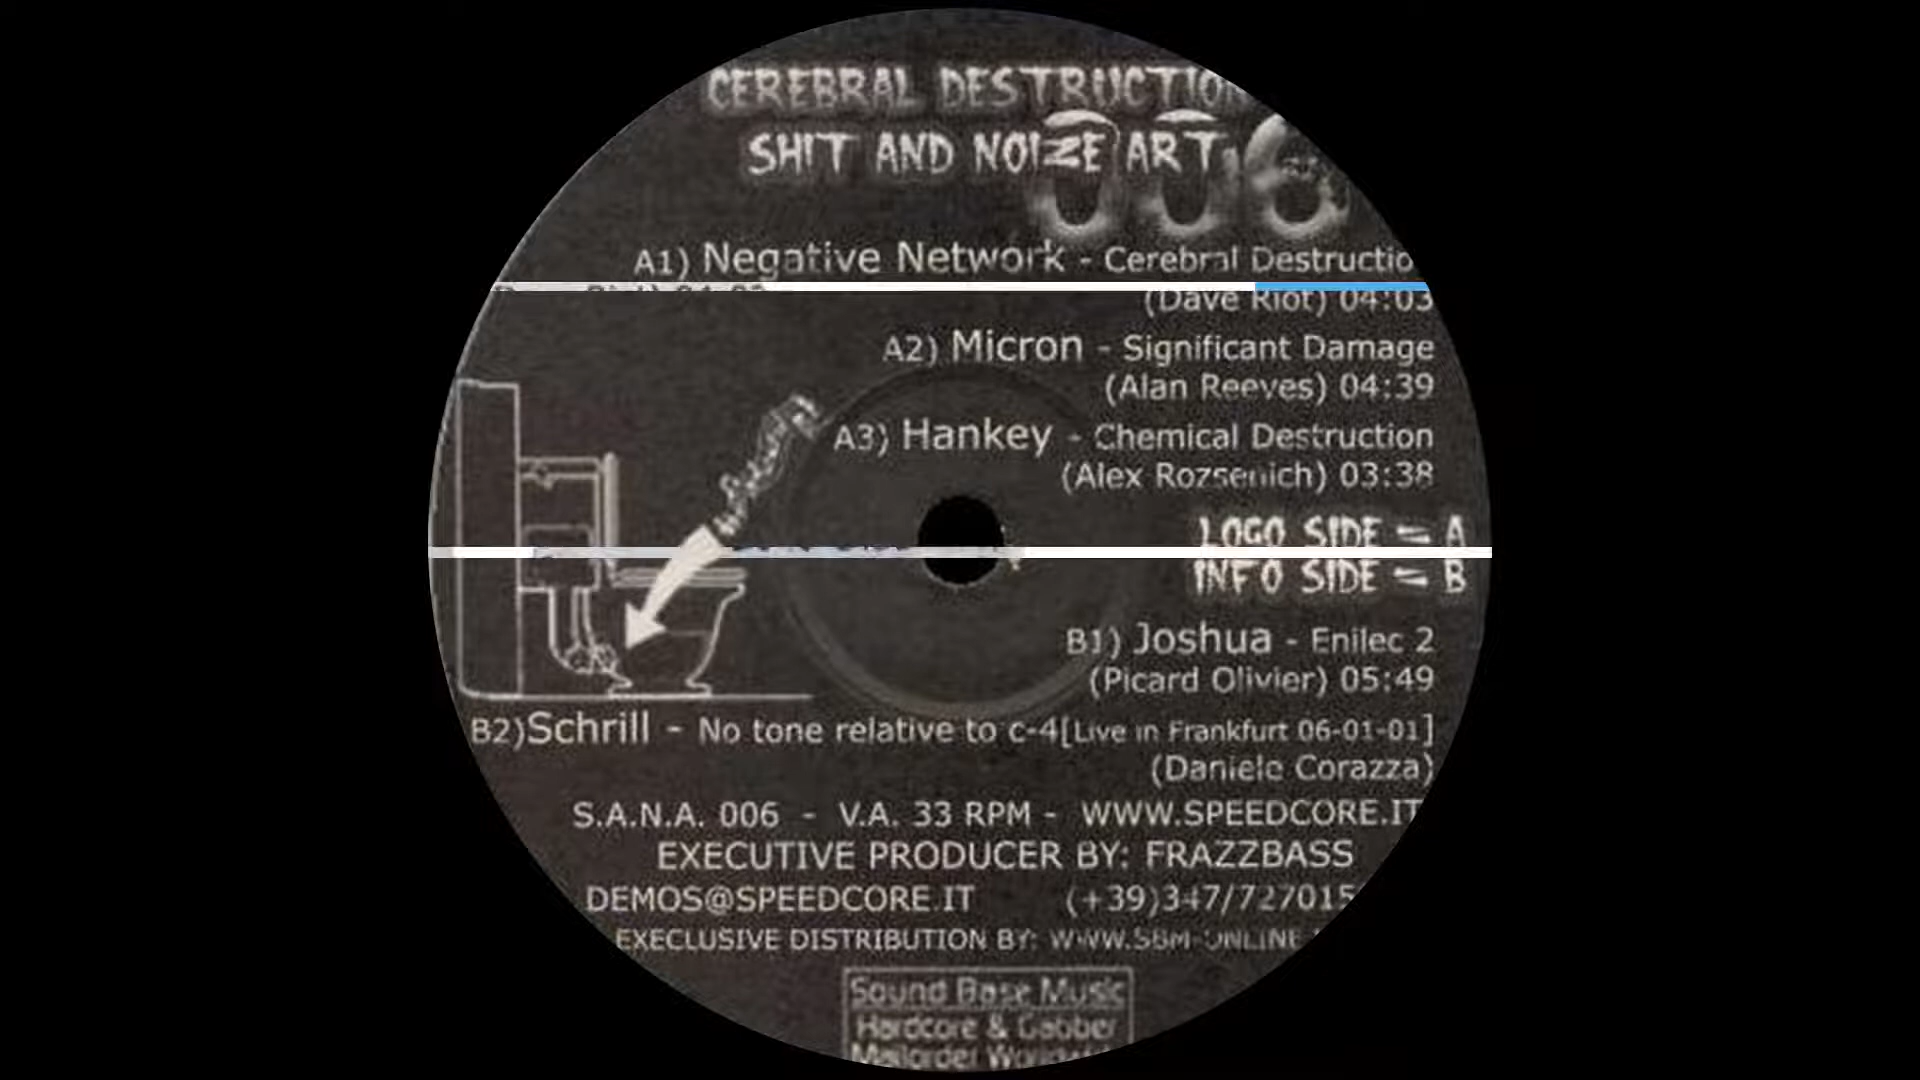 CEREBRAL DESTRUCTION
SHIT AND NOIZE ART
006
A1) Negative Network - Cerebral Destructio
(Dave Riot) 04:03
A2) Micron - Significant Damage
(Alan Reeves) 04:39
A3) Hankey - Chemical Destruction
(Alex Rozsenich) 03:38
LOGO SIDE = A
INFO SIDE = B
B1) Joshua - Enilec 2
(Picard Olivier) 05:49
B2)Schrill - No tone relative to c-4[Live in Frankfurt 06-01-01]
(Daniele Corazza)
S.A.N.A. 006 - V.A. 33 RPM - WWW.SPEEDCORE.IT
EXECUTIVE PRODUCER BY: FRAZZBASS
DEMOS@SPEEDCORE.IT (+39)347/727015
EXECLUSIVE DISTRIBUTION BY: WWW.SBM-ONLINE
Sound Base Music
Hardcore & Gabber
Mailorder